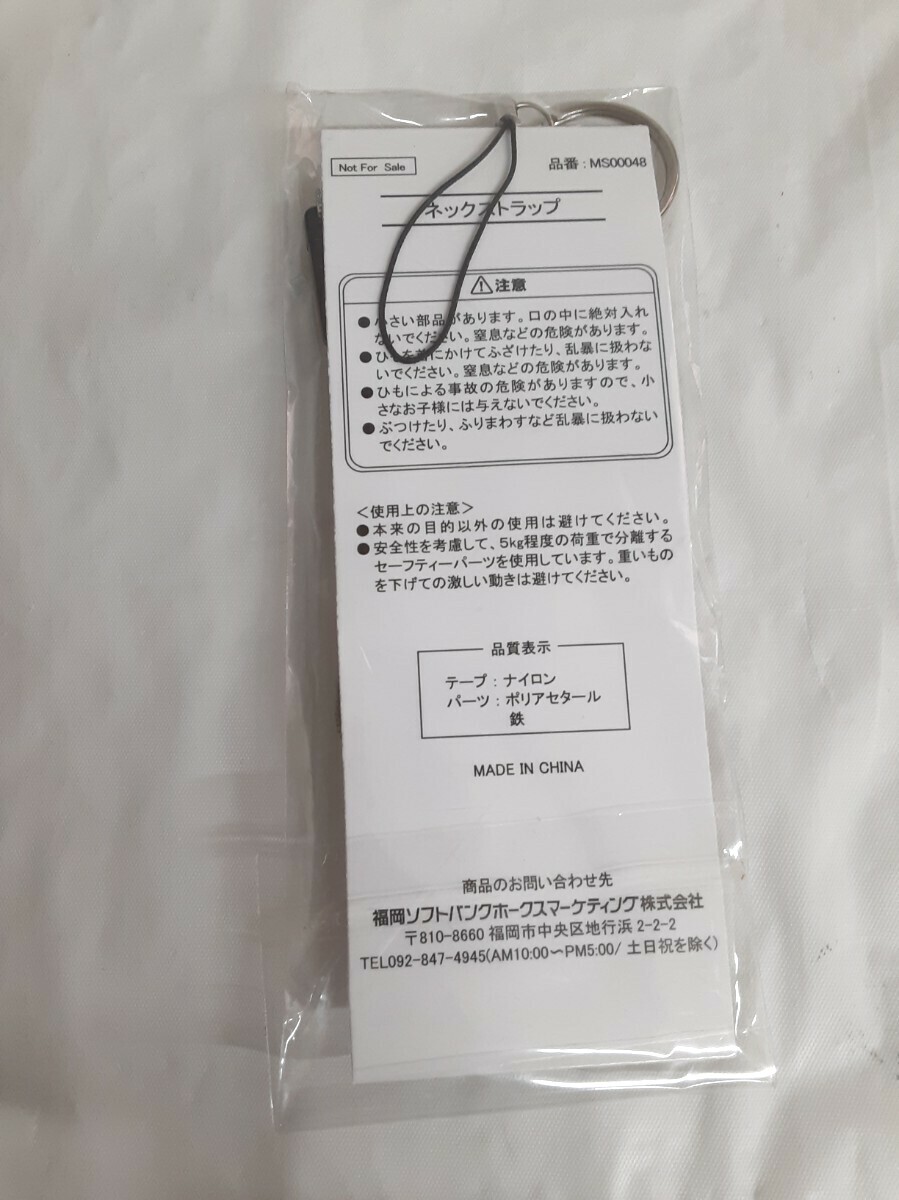 Not For Sale
品番：MS00048
ネックストラップ
注意
●小さい部品があります。口の中に絶対入れ
ないでください。窒息などの危険があります。
●ひもを首にかけてふざけたり、乱暴に扱わな
いでください。窒息などの危険があります。
●ひもによる事故の危険がありますので、小
さなお子様には与えないでください。
●ぶつけたり、ふりまわすなど乱暴に扱わない
でください。
＜使用上の注意＞
●本来の目的以外の使用は避けてください。
●安全性を考慮して、5kg程度の荷重で分離する
セーフティーパーツを使用しています。重いもの
を下げての激しい動きは避けてください。
品質表示
テープ：ナイロン
パーツ：ポリアセタール
鉄
MADE IN CHINA
商品のお問い合わせ先
福岡ソフトバンクホークスマーケティング株式会社
〒810-8660 福岡市中央区地行浜 2-2-2
TEL092-847-4945(AM10:00〜PM5:00/ 土日祝を除く)